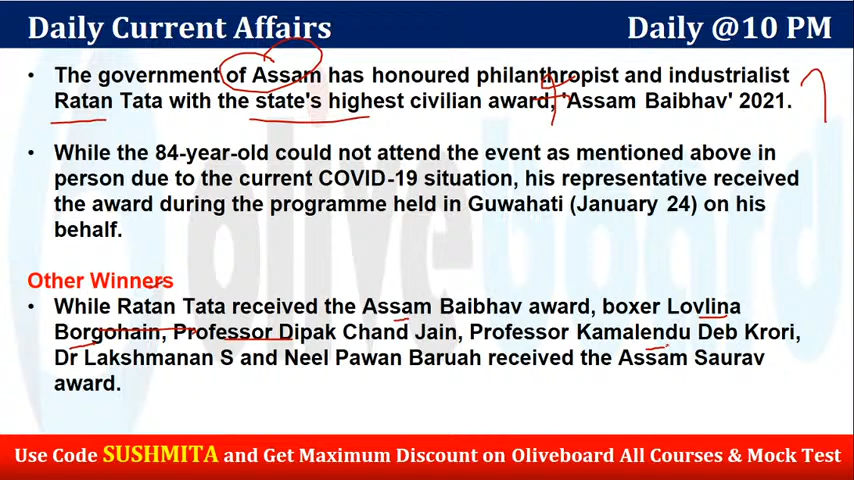 Daily Current Affairs
Daily @10 PM
• The government of Assam has honoured philanthropist and industrialist
Ratan Tata with the state's highest civilian award, 'Assam Baibhav' 2021.
• While the 84-year-old could not attend the event as mentioned above in
person due to the current COVID-19 situation, his representative received
the award during the programme held in Guwahati (January 24) on his
behalf.
Other Winners
• While Ratan Tata received the Assam Baibhav award, boxer Lovlina
Borgohain, Professor Dipak Chand Jain, Professor Kamalendu Deb Krori,
Dr Lakshmanan S and Neel Pawan Baruah received the Assam Saurav
award.
oliveboard
Use Code SUSHMITA and Get Maximum Discount on Oliveboard All Courses & Mock Test